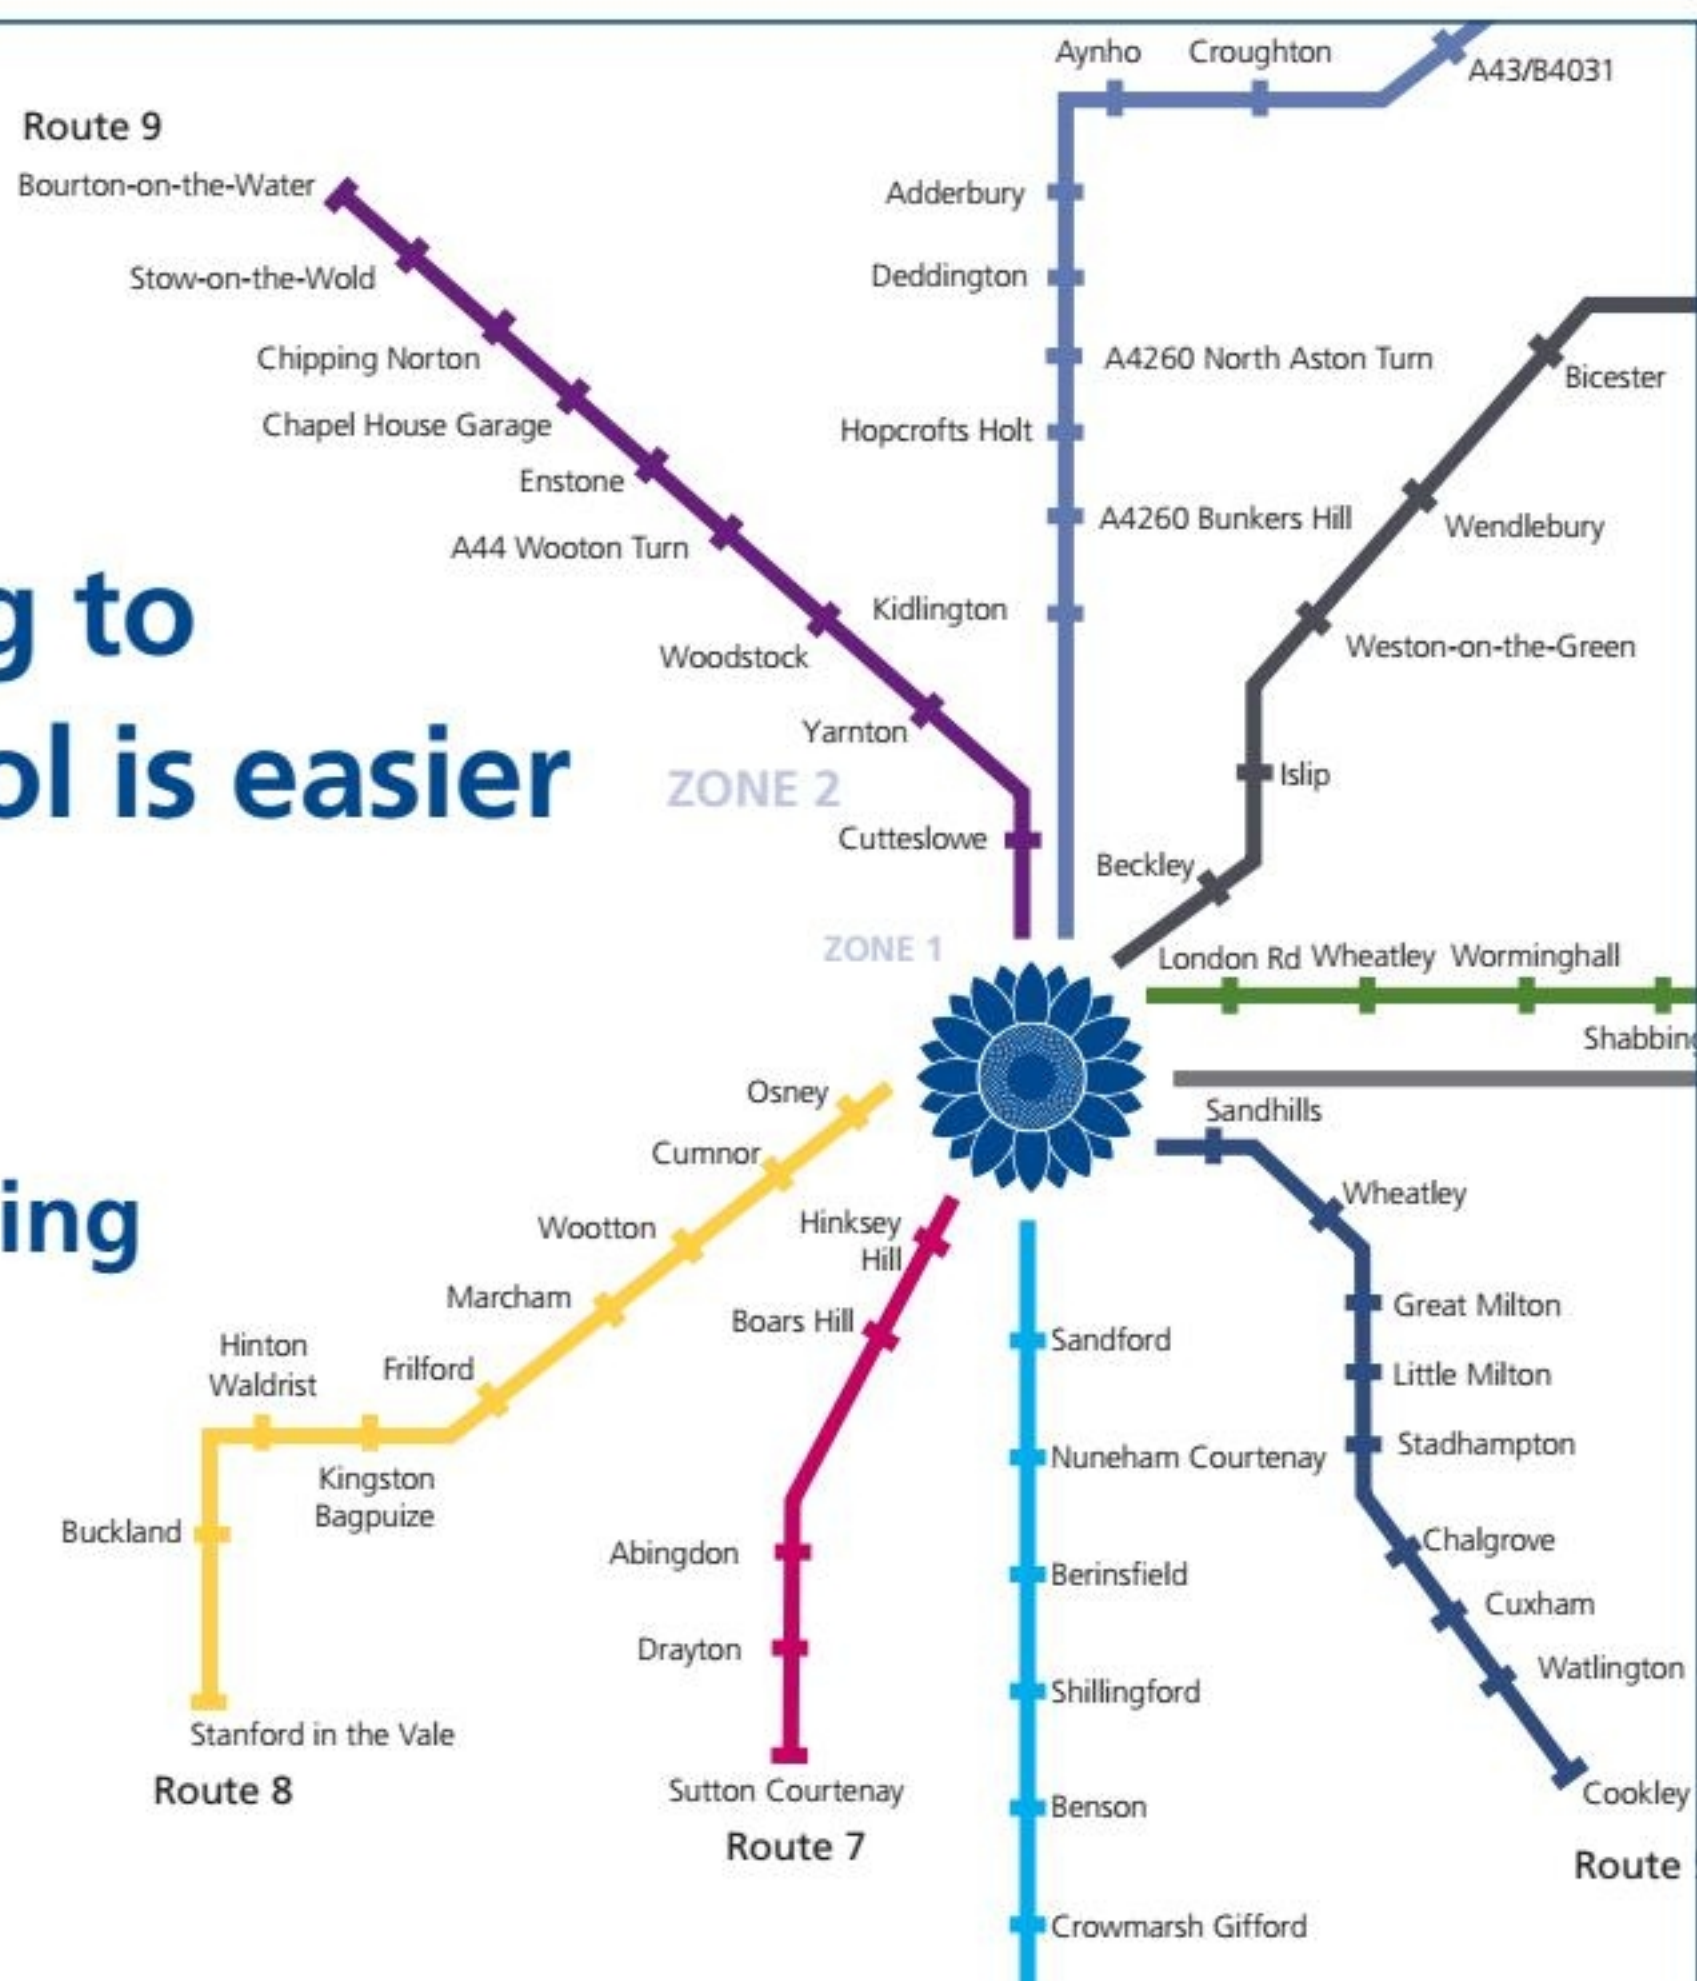 Aynho
Croughton
A43/B4031
Route 9
Bourton-on-the-Water
Adderbury
Stow-on-the-Wold
Deddington
Chipping Norton
A4260 North Aston Turn
Bicester
Chapel House Garage
Hopcrofts Holt
Enstone
A4260 Bunkers Hill
Wendlebury
A44 Wooton Turn
g to
Kidlington
Weston-on-the-Green
Woodstock
Yarnton
ol is easier
ZONE 2
Islip
Cutteslowe
Beckley
ZONE 1
London Rd
Wheatley
Worminghall
Shabbing
Osney
Sandhills
Cumnor
Wheatley
ing
Wootton
Hinksey
Hill
Marcham
Boars Hill
Great Milton
Hinton
Waldrist
Frilford
Sandford
Little Milton
Kingston
Bagpuize
Nuneham Courtenay
Stadhampton
Buckland
Abingdon
Chalgrove
Berinsfield
Cuxham
Drayton
Shillingford
Watlington
Stanford in the Vale
Route 8
Sutton Courtenay
Route 7
Benson
Cookley
Route
Crowmarsh Gifford